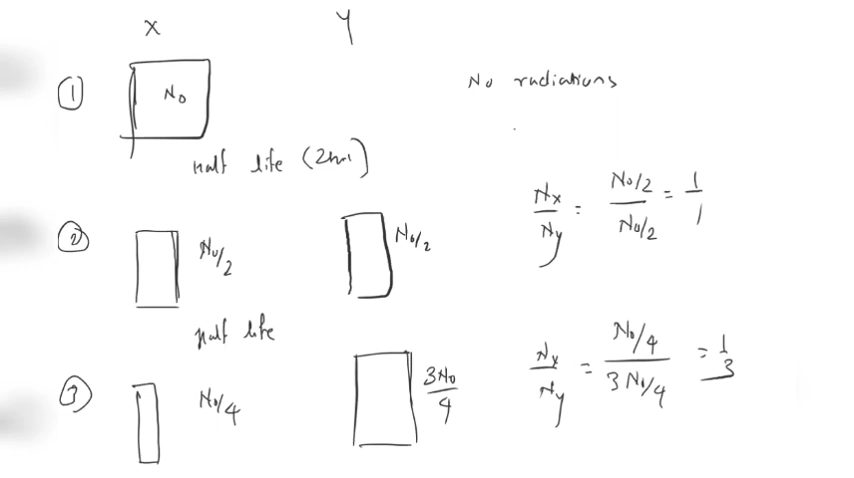 X Y
① N₀ No radiations
Half life (2hrs)
② N₀/2 N₀/2 Nx/Ny = (N₀/2)/(N₀/2) = 1/1
Half life
③ N₀/4 3N₀/4 Nx/Ny = (N₀/4)/(3N₀/4) = 1/3